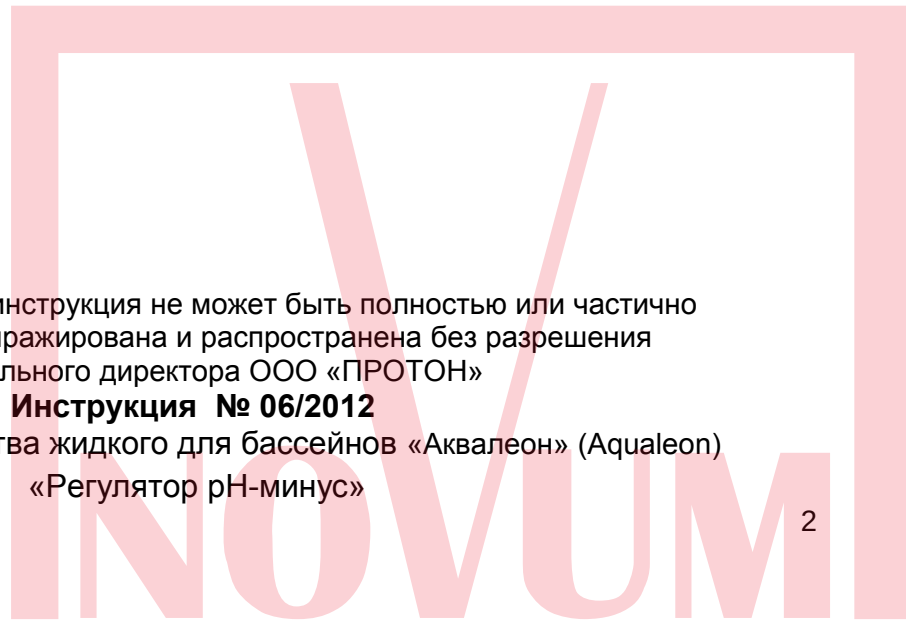 инструкция не может быть полностью или частично
ражирована и распространена без разрешения
льного директора ООО «ПРОТОН»
Инструкция № 06/2012
тва жидкого для бассейнов «Аквалеон» (Aqualeon)
«Регулятор рН-минус»
2
NOVUM